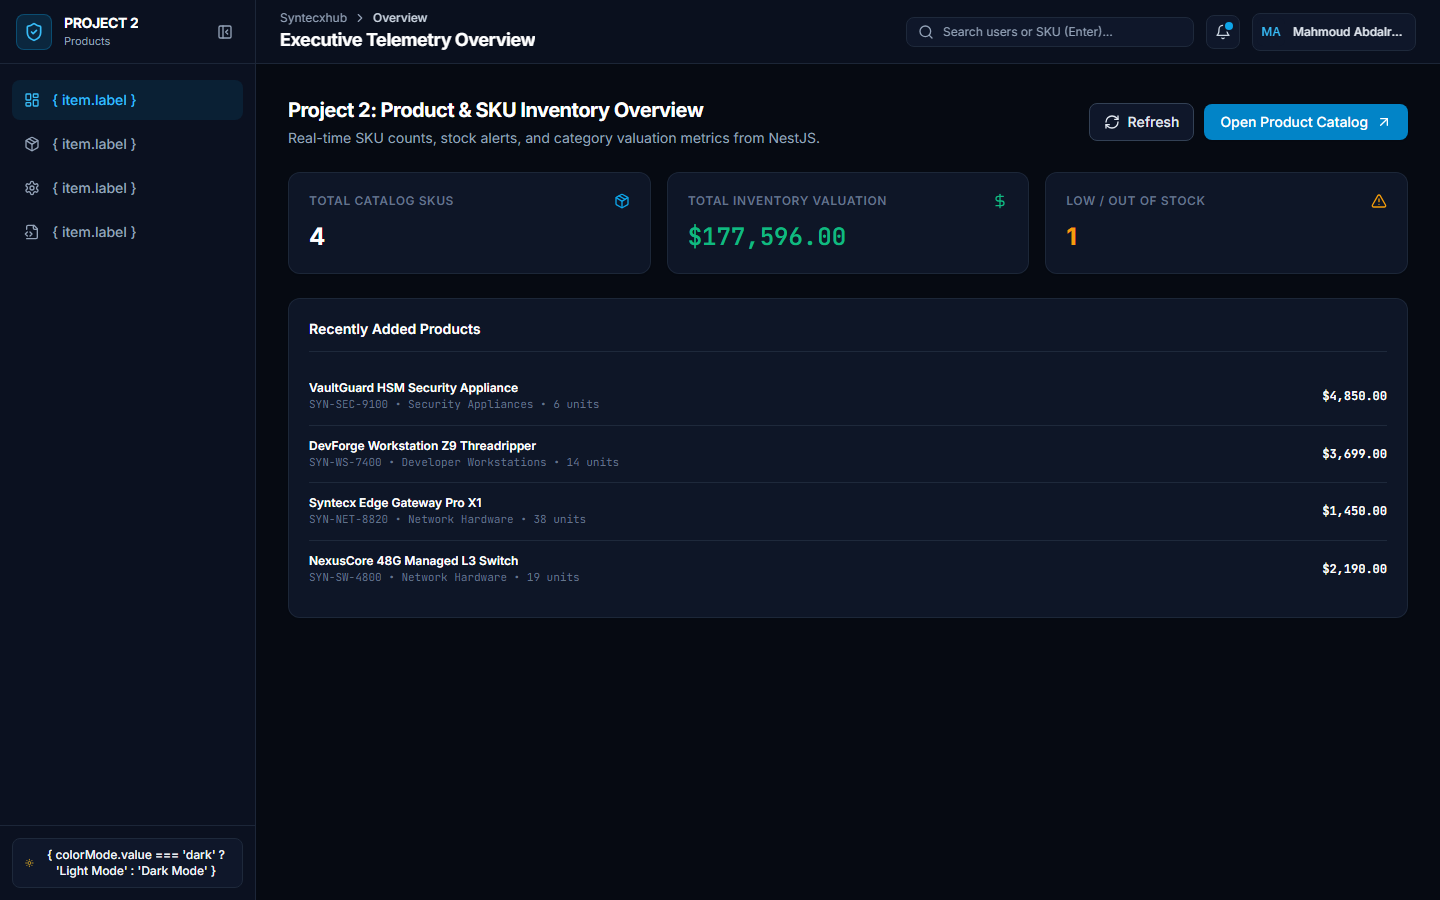 PROJECT 2
Products
{ item.label }
{ item.label }
{ item.label }
{ item.label }
{ colorMode.value === 'dark' ?
'Light Mode' : 'Dark Mode' }
Syntecxhub > Overview
Executive Telemetry Overview
Search users or SKU (Enter)...
MA Mahmoud Abdalr...
Project 2: Product & SKU Inventory Overview
Real-time SKU counts, stock alerts, and category valuation metrics from NestJS.
Refresh
Open Product Catalog
TOTAL CATALOG SKUS
4
TOTAL INVENTORY VALUATION
$177,596.00
LOW / OUT OF STOCK
1
Recently Added Products
VaultGuard HSM Security Appliance
SYN-SEC-9100 • Security Appliances • 6 units
$4,850.00
DevForge Workstation Z9 Threadripper
SYN-WS-7400 • Developer Workstations • 14 units
$3,699.00
Syntecx Edge Gateway Pro X1
SYN-NET-8820 • Network Hardware • 38 units
$1,450.00
NexusCore 48G Managed L3 Switch
SYN-SW-4800 • Network Hardware • 19 units
$2,190.00